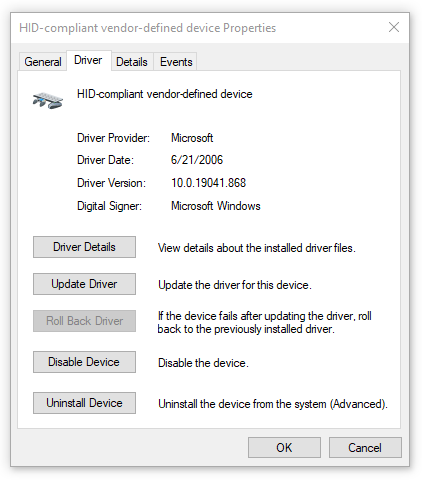 HID-compliant vendor-defined device Properties
General Driver Details Events
HID-compliant vendor-defined device
Driver Provider: Microsoft
Driver Date: 6/21/2006
Driver Version: 10.0.19041.868
Digital Signer: Microsoft Windows
Driver Details View details about the installed driver files.
Update Driver Update the driver for this device.
Roll Back Driver If the device fails after updating the driver, roll
back to the previously installed driver.
Disable Device Disable the device.
Uninstall Device Uninstall the device from the system (Advanced).
OK Cancel